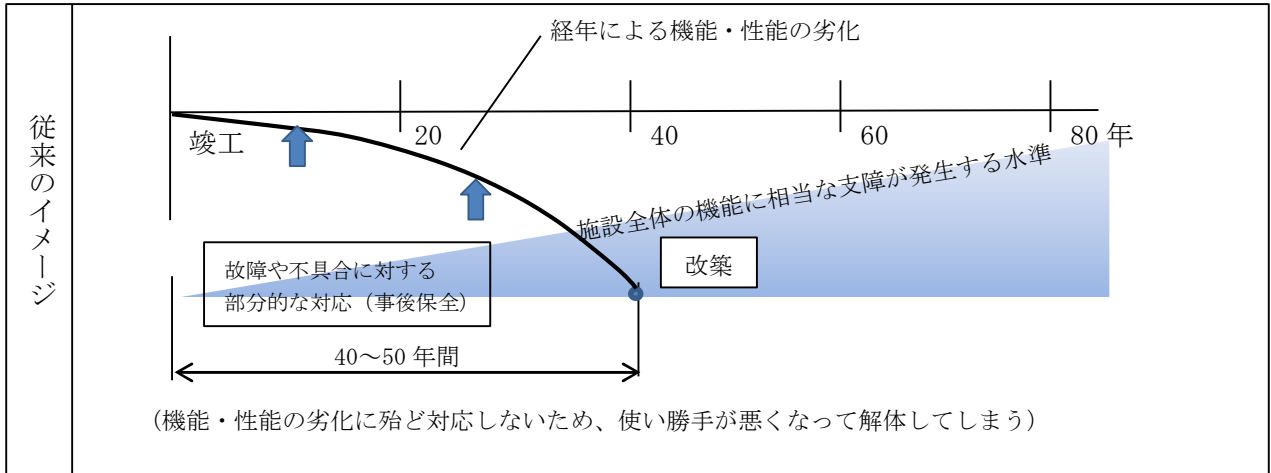 従来のイメージ
経年による機能・性能の劣化
竣工
20
40
60
80 年
施設全体の機能に相当な支障が発生する水準
故障や不具合に対する
部分的な対応（事後保全）
改築
40～50 年間
（機能・性能の劣化に殆ど対応しないため、使い勝手が悪くなって解体してしまう）